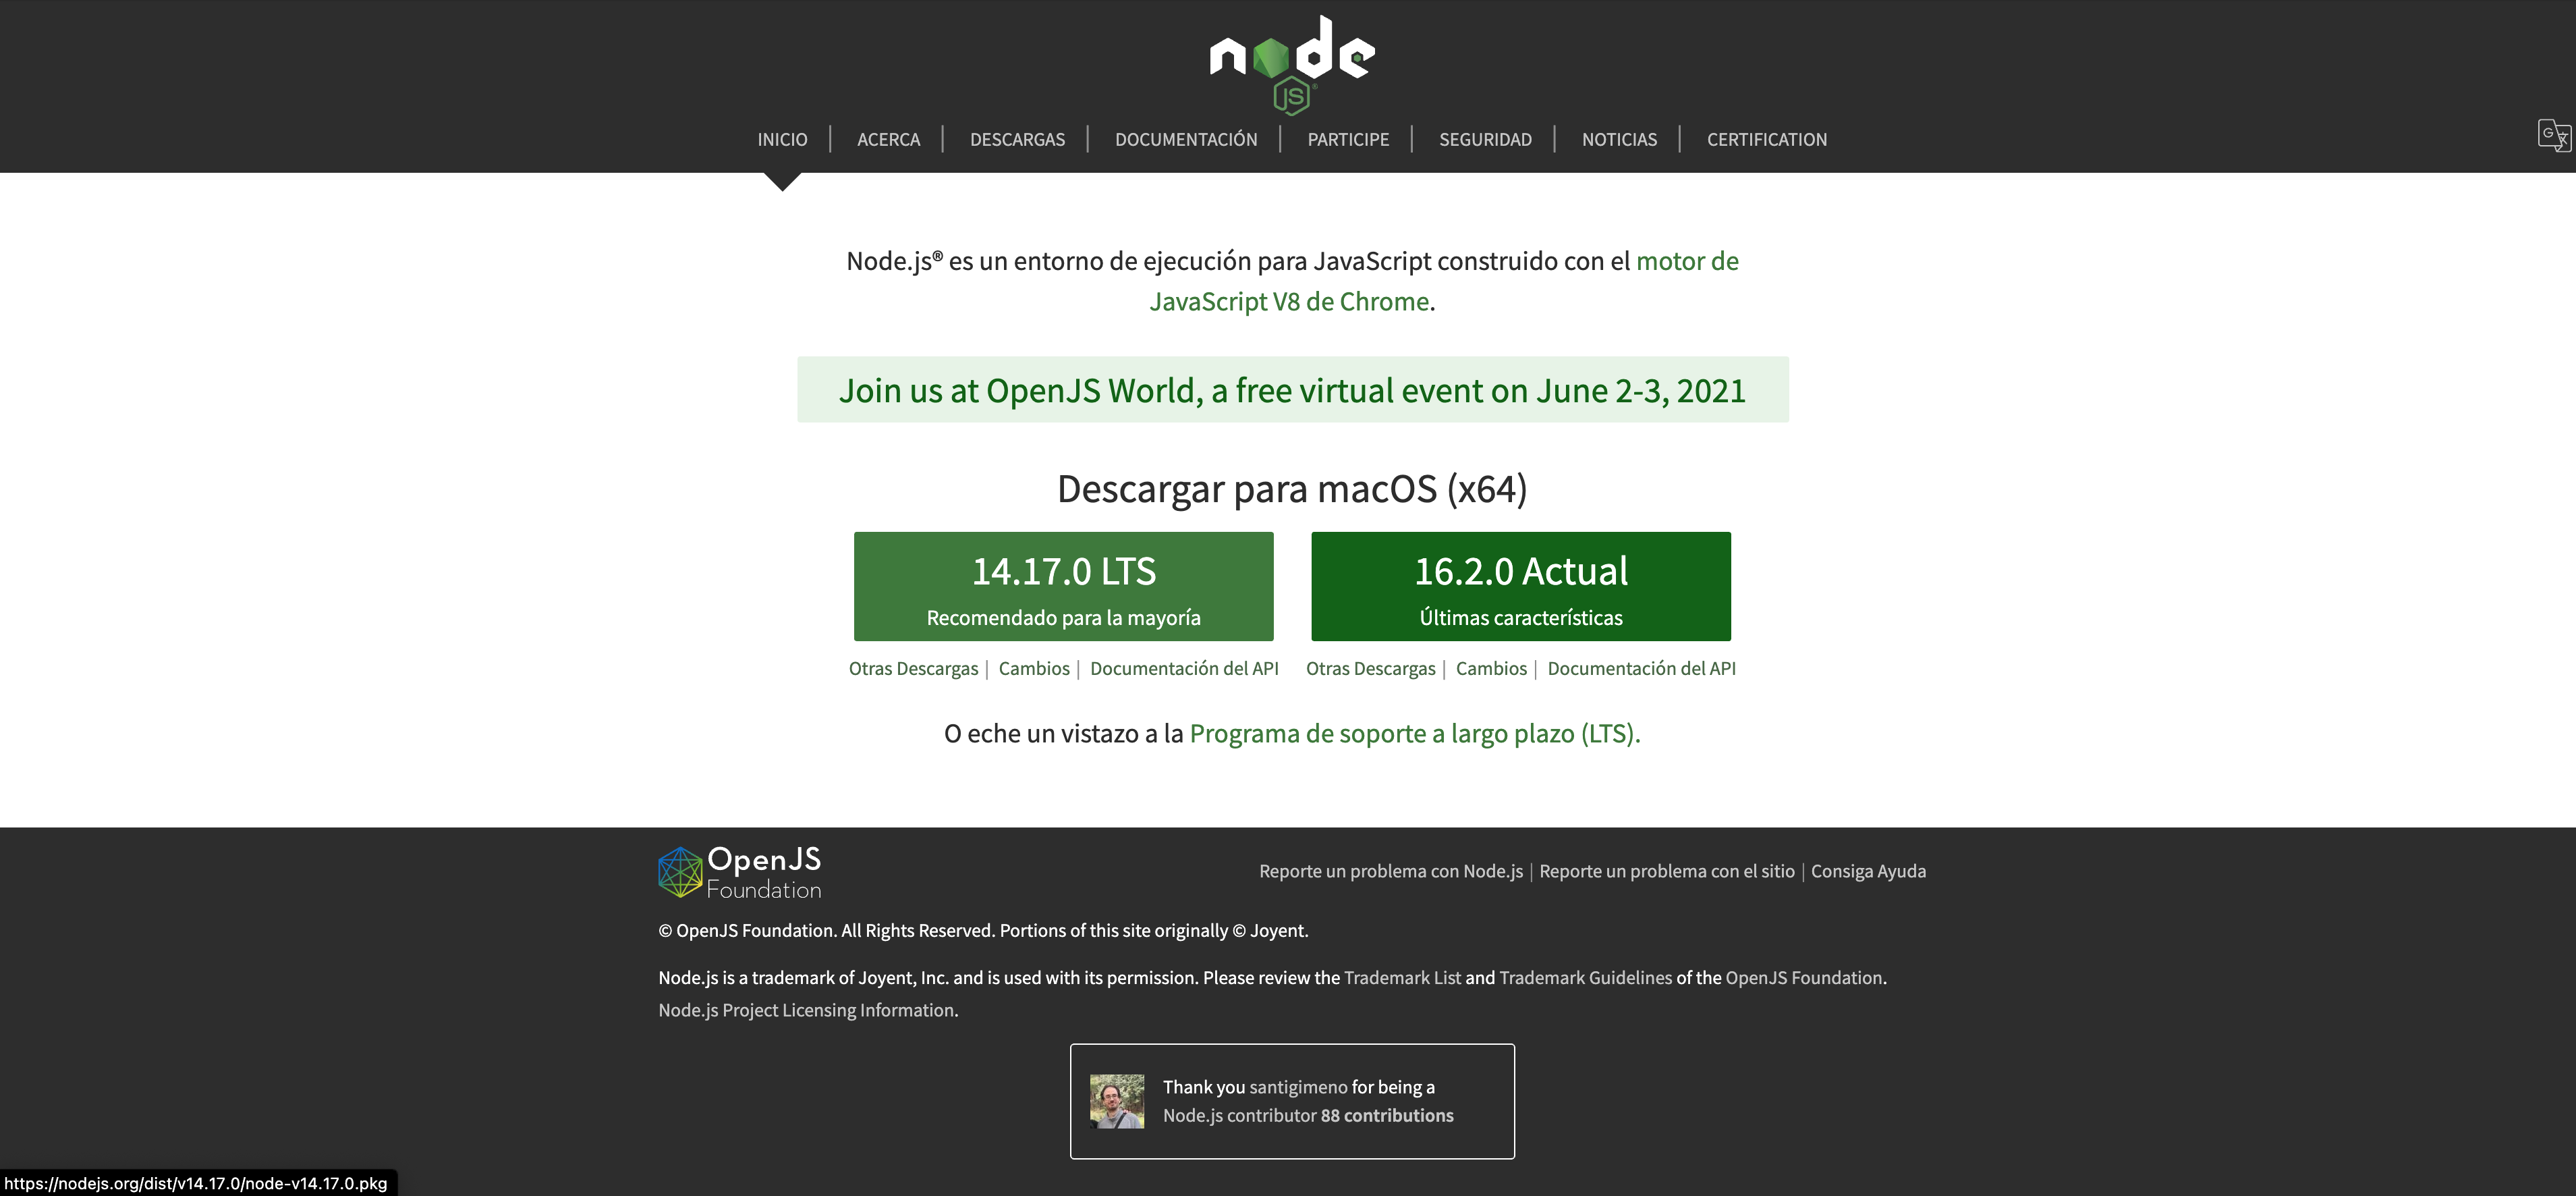 node
JS
INICIO | ACERCA | DESCARGAS | DOCUMENTACIÓN | PARTICIPE | SEGURIDAD | NOTICIAS | CERTIFICATION
Node.js® es un entorno de ejecución para JavaScript construido con el motor de
JavaScript V8 de Chrome.
Join us at OpenJS World, a free virtual event on June 2-3, 2021
Descargar para macOS (x64)
14.17.0 LTS
Recomendado para la mayoría
16.2.0 Actual
Últimas características
Otras Descargas | Cambios | Documentación del API
Otras Descargas | Cambios | Documentación del API
O eche un vistazo a la Programa de soporte a largo plazo (LTS).
OpenJS
Foundation
Reporte un problema con Node.js | Reporte un problema con el sitio | Consiga Ayuda
© OpenJS Foundation. All Rights Reserved. Portions of this site originally © Joyent.
Node.js is a trademark of Joyent, Inc. and is used with its permission. Please review the Trademark List and Trademark Guidelines of the OpenJS Foundation.
Node.js Project Licensing Information.
Thank you santigimeno for being a
Node.js contributor 88 contributions
https://nodejs.org/dist/v14.17.0/node-v14.17.0.pkg